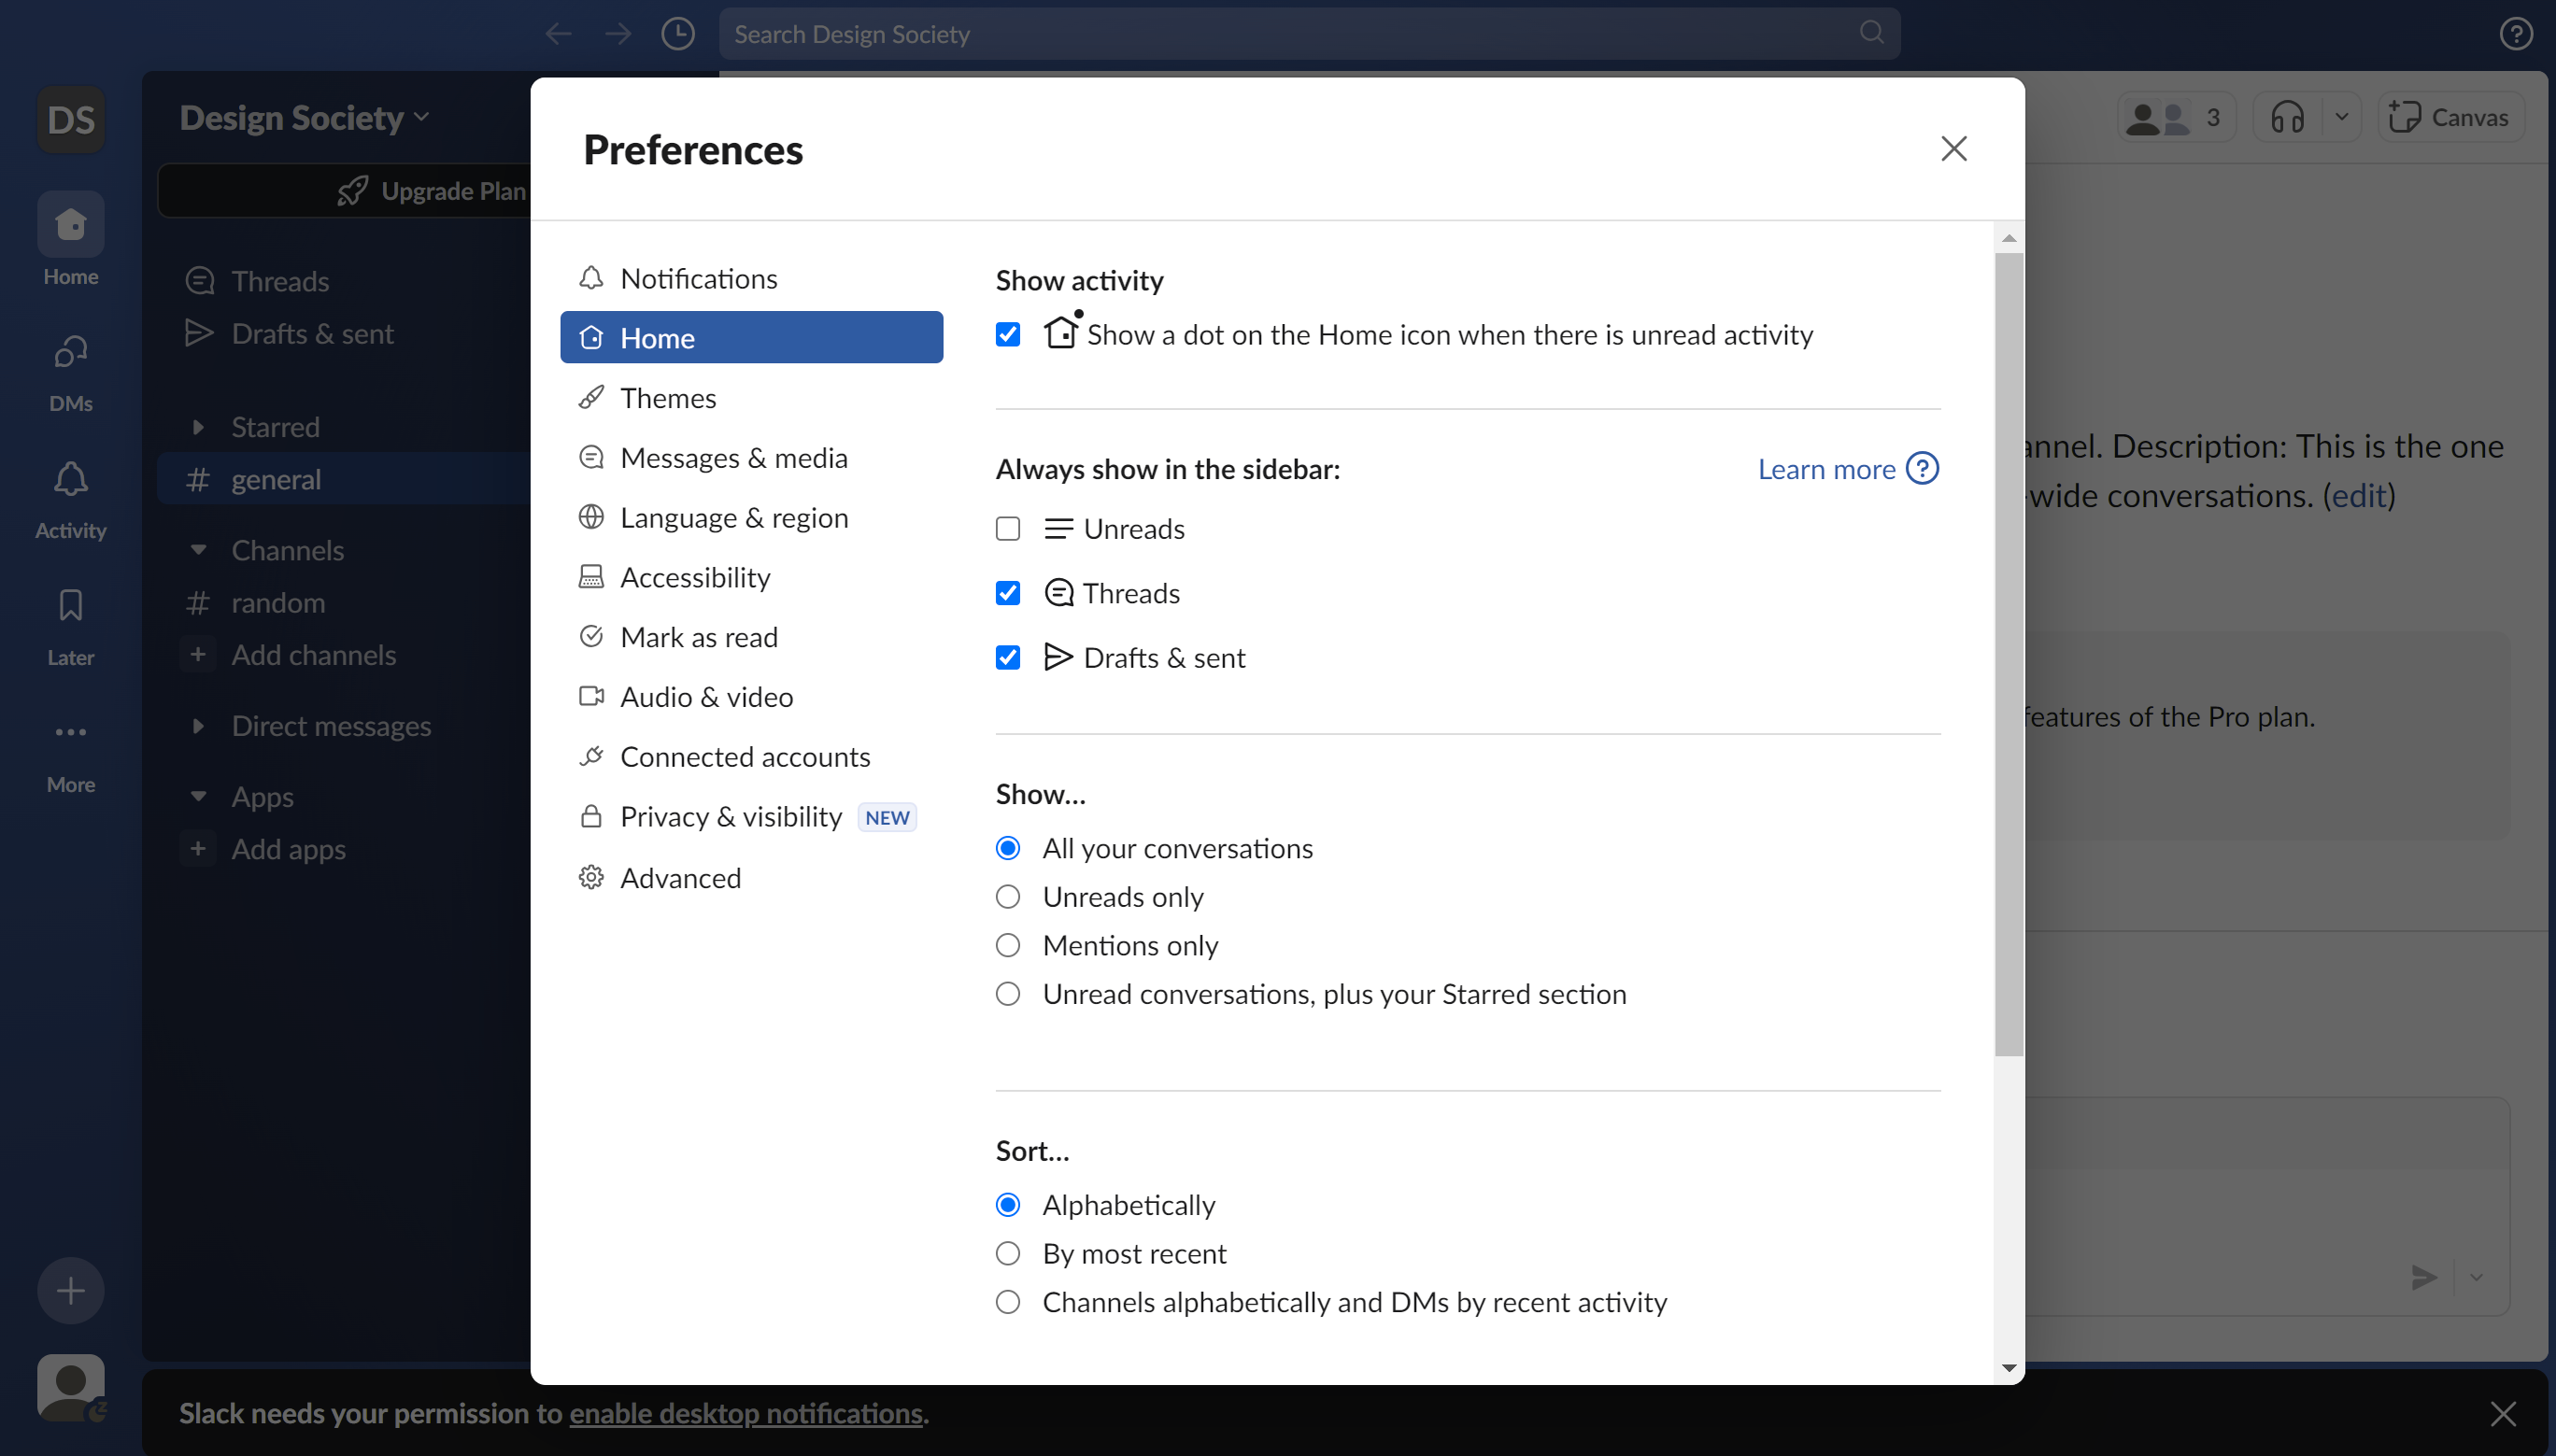 Search Design Society
DS
Design Society
Upgrade Plan
Home
DMs
Activity
Later
More
Threads
Drafts & sent
Starred
# general
Channels
# random
+ Add channels
Direct messages
Apps
+ Add apps
3
Canvas
annel. Description: This is the one
-wide conversations. (edit)
features of the Pro plan.
Preferences
Notifications
Home
Themes
Messages & media
Language & region
Accessibility
Mark as read
Audio & video
Connected accounts
Privacy & visibility NEW
Advanced
Show activity
Show a dot on the Home icon when there is unread activity
Always show in the sidebar:
Learn more
Unreads
Threads
Drafts & sent
Show...
All your conversations
Unreads only
Mentions only
Unread conversations, plus your Starred section
Sort...
Alphabetically
By most recent
Channels alphabetically and DMs by recent activity
Slack needs your permission to enable desktop notifications.